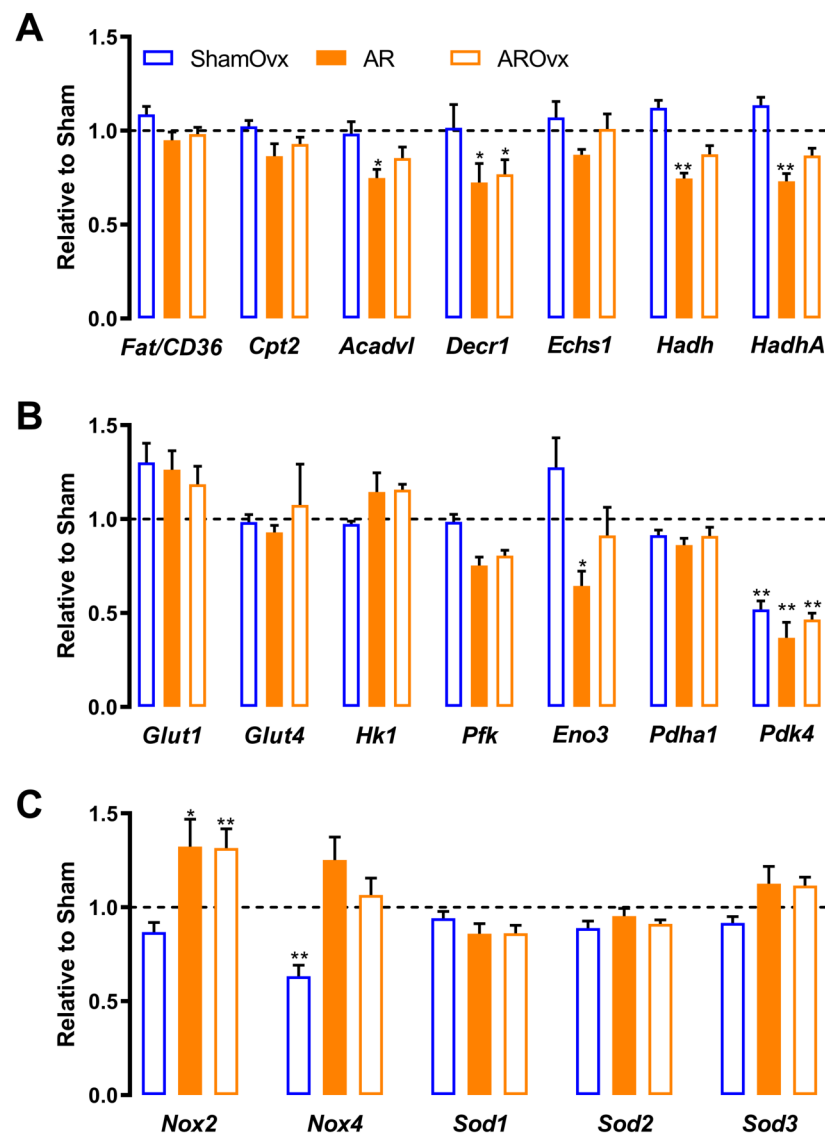 A
1.5
ShamOvx AR AROvx
1.0
* * * ** **
0.5
0.0
Relative to Sham
Fat/CD36 Cpt2 Acadvl Decr1 Echs1 Hadh HadhA
B
1.5
1.0
* ** ** **
0.5
0.0
Relative to Sham
Glut1 Glut4 Hk1 Pfk Eno3 Pdha1 Pdk4
C
1.5
* ** **
1.0
0.5
0.0
Relative to Sham
Nox2 Nox4 Sod1 Sod2 Sod3